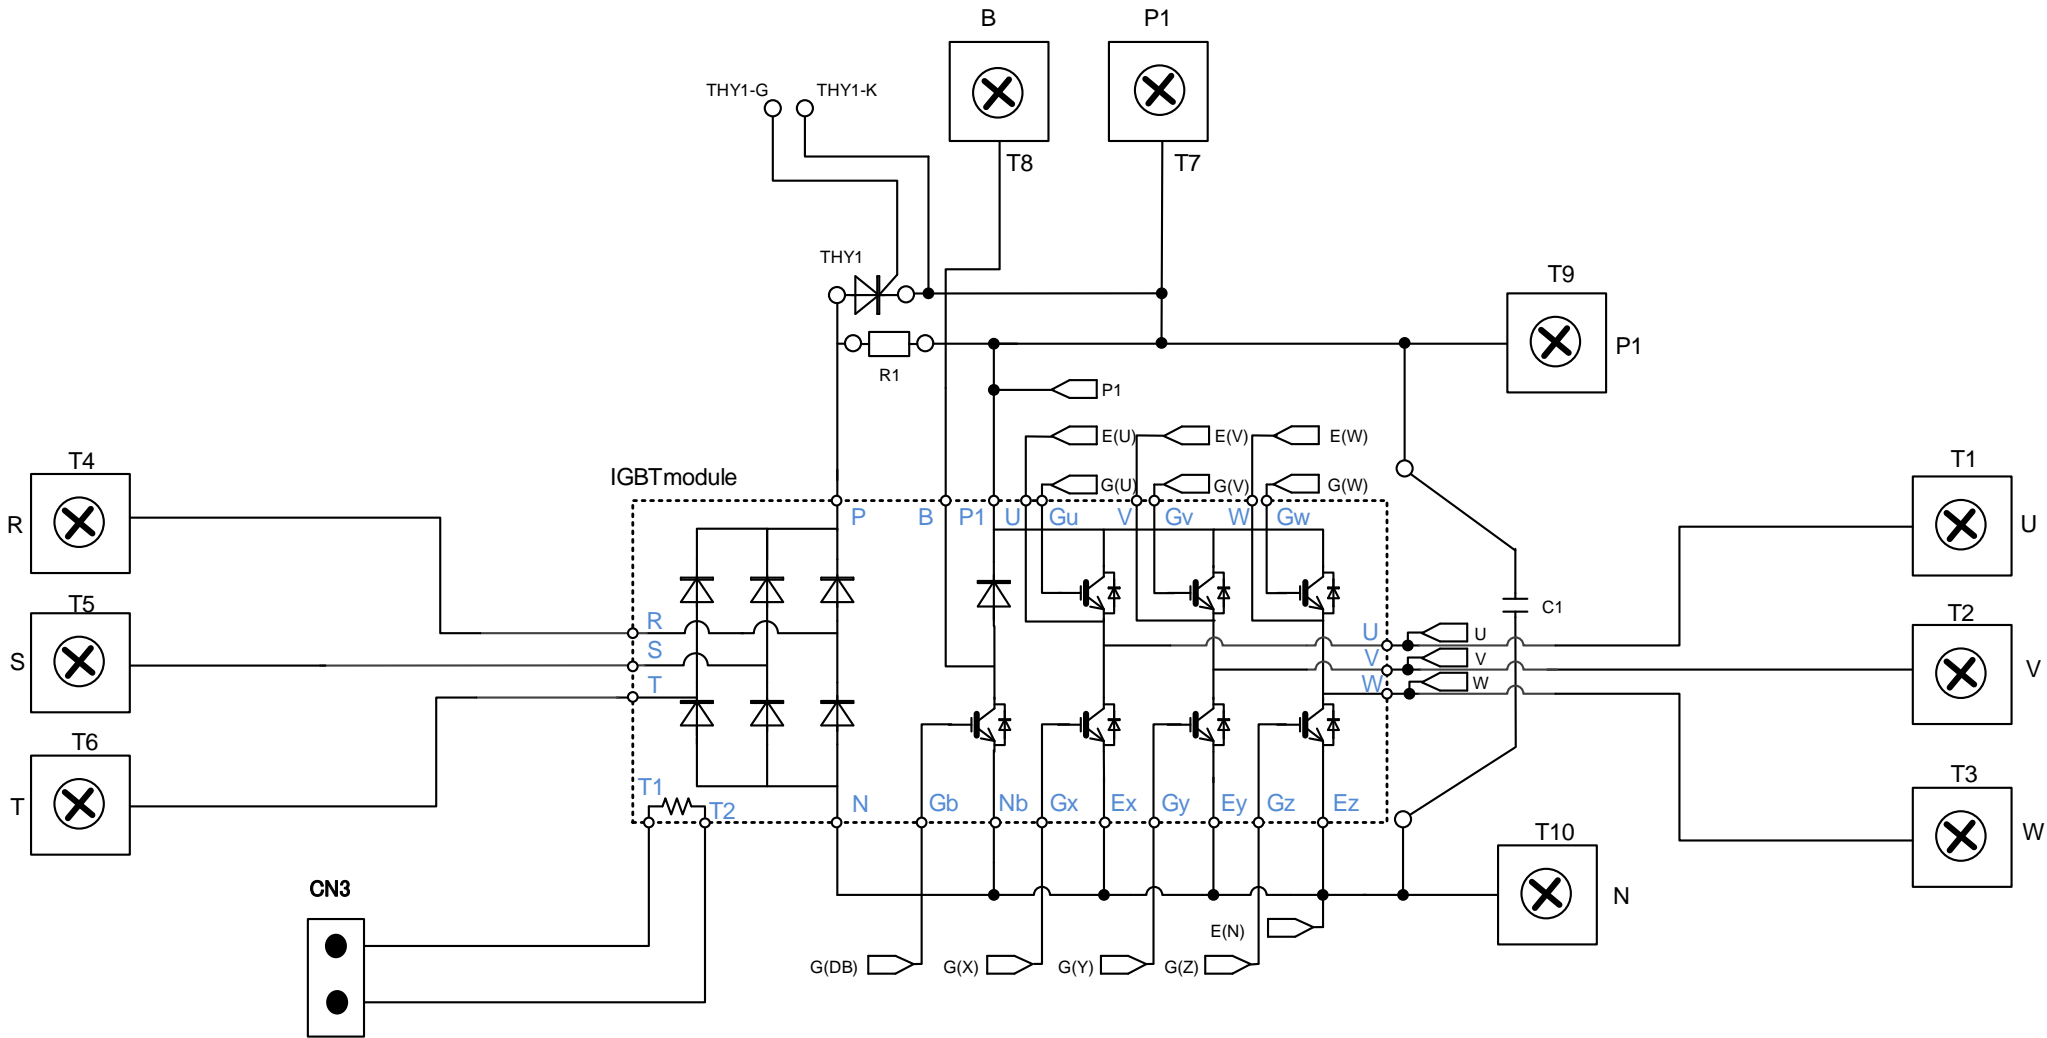 B
P1
THY1-G
THY1-K
T8
T7
THY1
T9
P1
R1
P1
E(U)
E(V)
E(W)
IGBTmodule
G(U)
G(V)
G(W)
T4
R
P
B
P1
U
Gu
V
Gv
W
Gw
T1
U
T5
S
R
S
T
U
V
W
U
V
W
C1
T2
V
T6
T
T1
T2
N
Gb
Nb
Gx
Ex
Gy
Ey
Gz
Ez
T3
W
T10
N
CN3
E(N)
G(DB)
G(X)
G(Y)
G(Z)